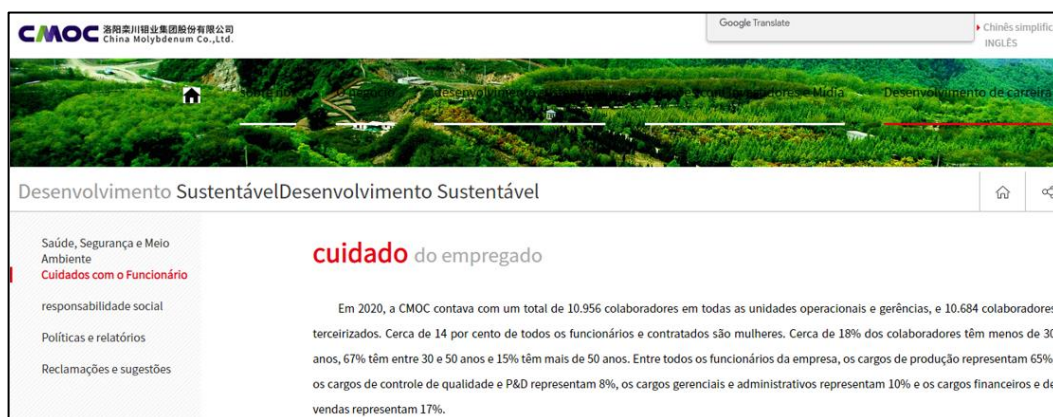 CMOC 洛阳栾川钼业集团股份有限公司
China Molybdenum Co.,Ltd.
Google Translate
Chinês simplific
INGLÊS
Sobre nós
O negócio
Mídia
Desenvolvimento de carreira
Desenvolvimento SustentávelDesenvolvimento Sustentável
Saúde, Segurança e Meio
Ambiente
Cuidados com o Funcionário
responsabilidade social
Políticas e relatórios
Reclamações e sugestões
cuidado do empregado
Em 2020, a CMOC contava com um total de 10.956 colaboradores em todas as unidades operacionais e gerências, e 10.684 colaboradores
terceirizados. Cerca de 14 por cento de todos os funcionários e contratados são mulheres. Cerca de 18% dos colaboradores têm menos de 30
anos, 67% têm entre 30 e 50 anos e 15% têm mais de 50 anos. Entre todos os funcionários da empresa, os cargos de produção representam 65%
os cargos de controle de qualidade e P&D representam 8%, os cargos gerenciais e administrativos representam 10% e os cargos financeiros e de
vendas representam 17%.